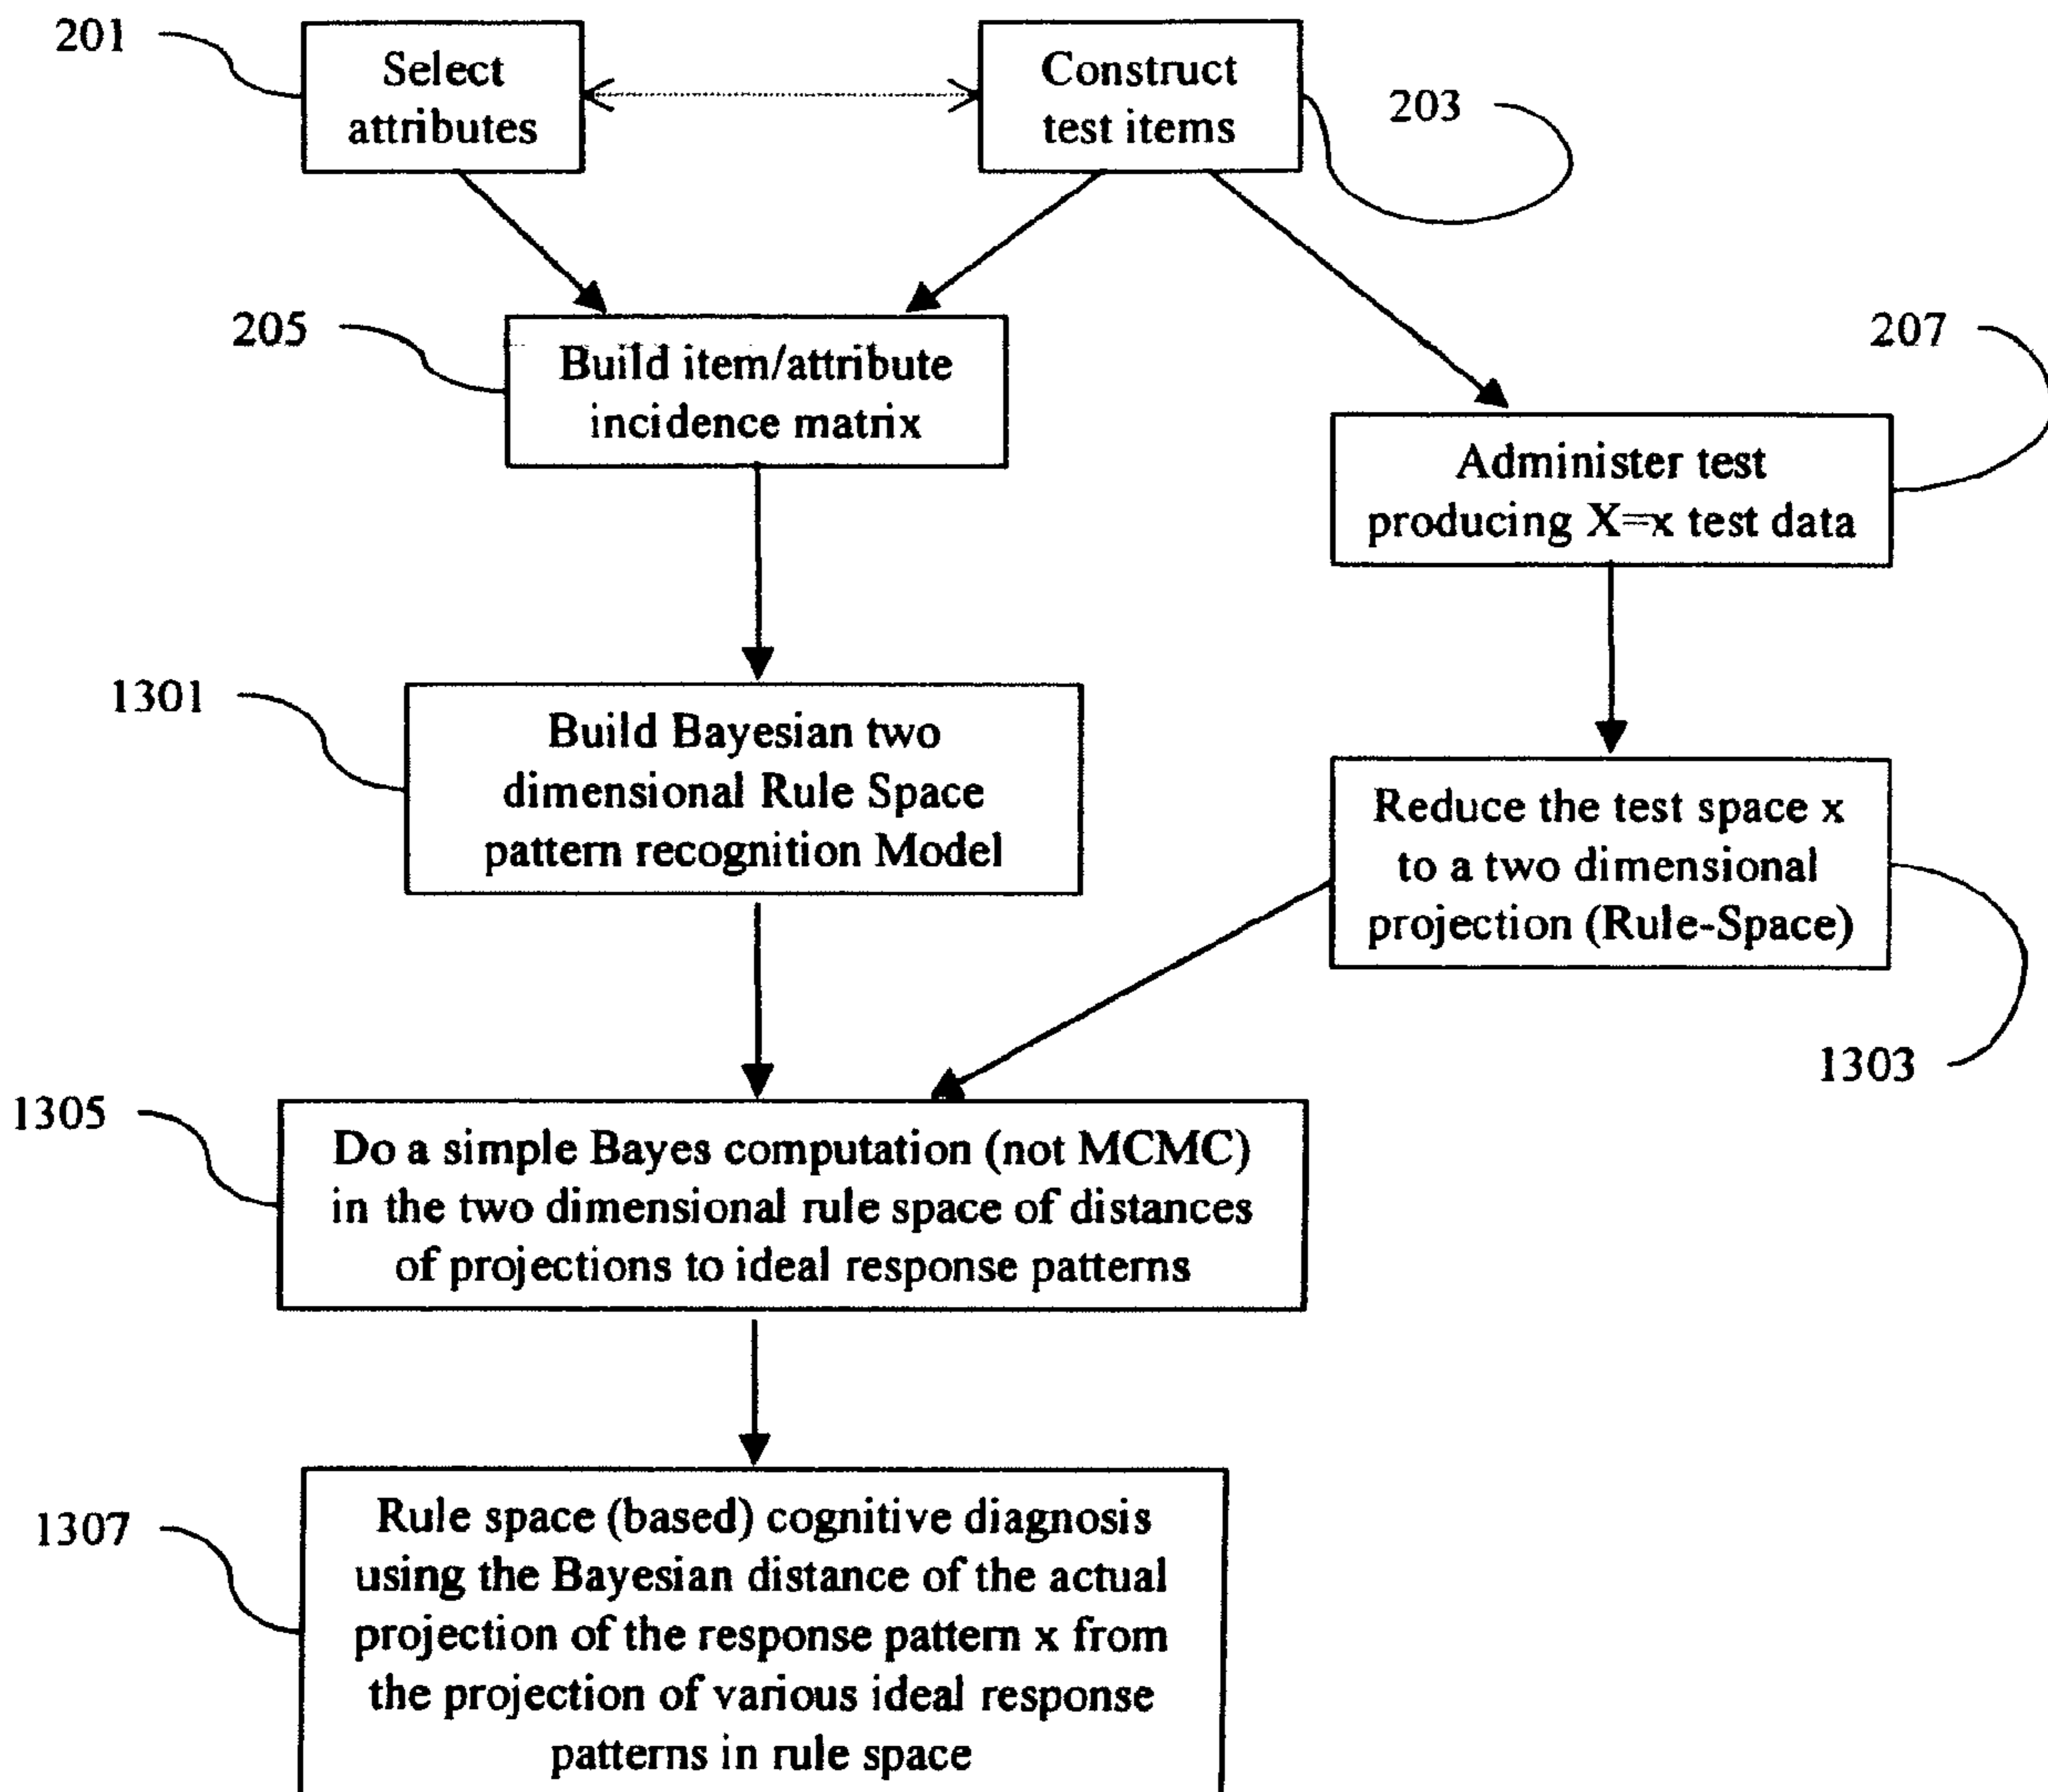 201
Select
attributes
Construct
test items
203
205
Build item/attribute
incidence matrix
207
Administer test
producing X=x test data
1301
Build Bayesian two
dimensional Rule Space
pattern recognition Model
Reduce the test space x
to a two dimensional
projection (Rule-Space)
1303
1305
Do a simple Bayes computation (not MCMC)
in the two dimensional rule space of distances
of projections to ideal response patterns
1307
Rule space (based) cognitive diagnosis
using the Bayesian distance of the actual
projection of the response pattern x from
the projection of various ideal response
patterns in rule space